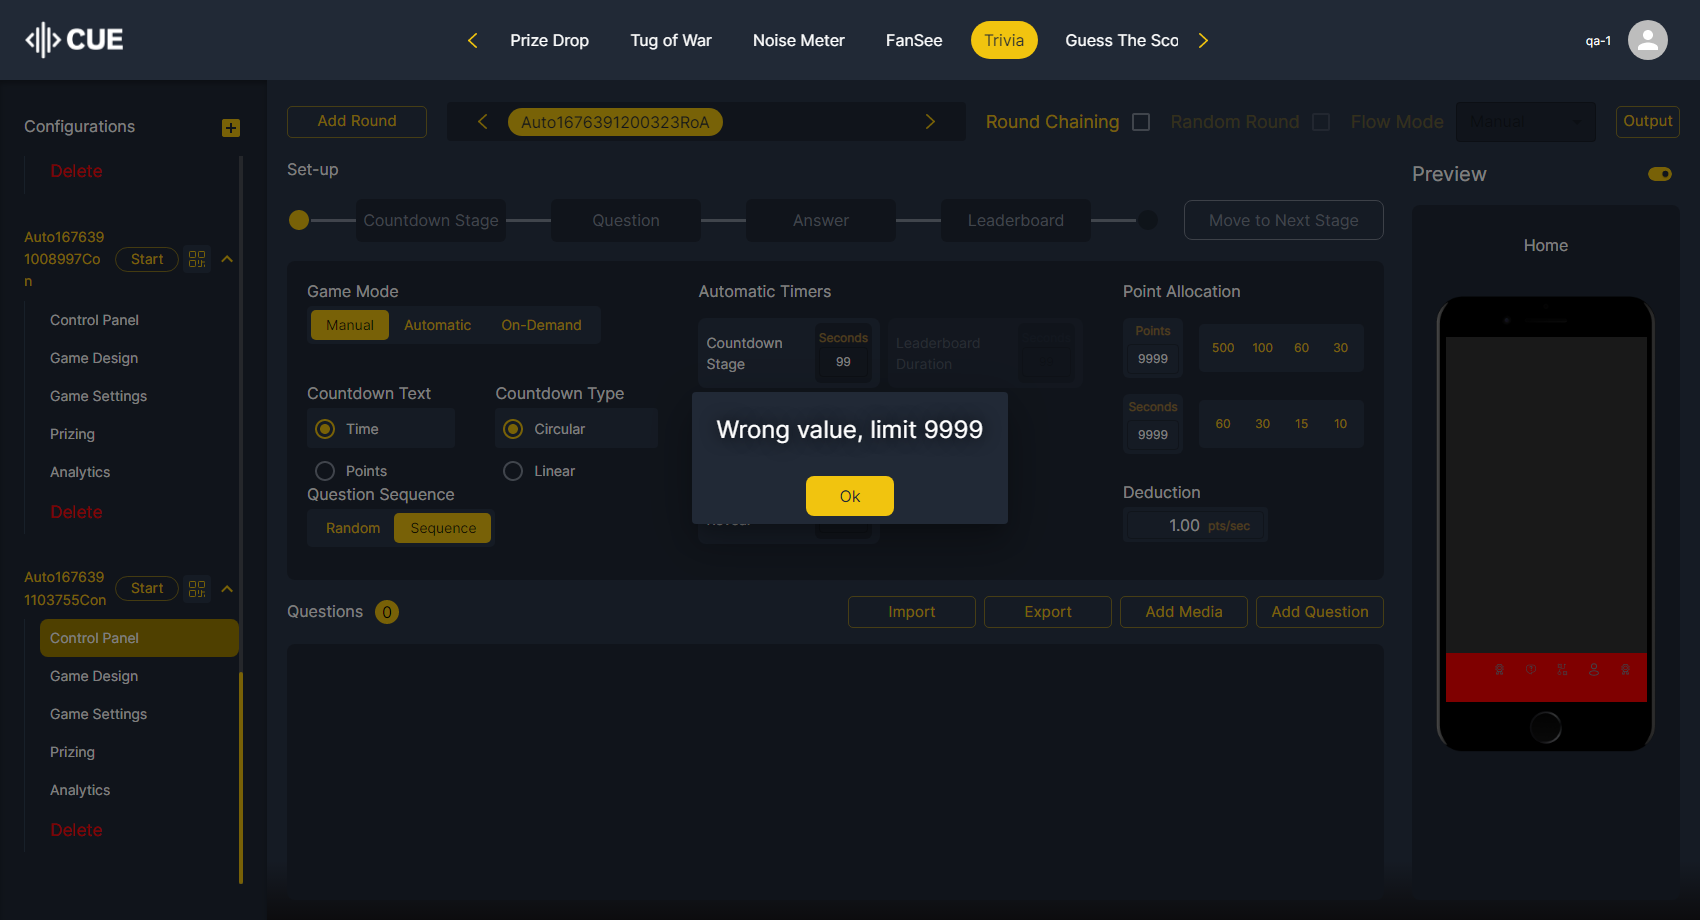 CUE
Prize Drop
Tug of War
Noise Meter
FanSee
Trivia
Guess The Sco
qa-1
Configurations
Delete
Auto167639
1008997Co
n
Start
Control Panel
Game Design
Game Settings
Prizing
Analytics
Delete
Auto167639
1103755Con
Start
Control Panel
Game Design
Game Settings
Prizing
Analytics
Delete
Add Round
Auto1676391200323RoA
Round Chaining
Random Round
Flow Mode
Manual
Output
Set-up
Countdown Stage
Question
Answer
Leaderboard
Move to Next Stage
Game Mode
Manual
Automatic
On-Demand
Countdown Text
Time
Points
Countdown Type
Circular
Linear
Question Sequence
Random
Sequence
Automatic Timers
Countdown
Stage
Seconds
99
Leaderboard
Duration
Wrong value, limit 9999
Ok
Point Allocation
Points
9999
500
100
60
30
Seconds
9999
60
30
15
10
Deduction
1.00 pts/sec
Questions
0
Import
Export
Add Media
Add Question
Preview
Home